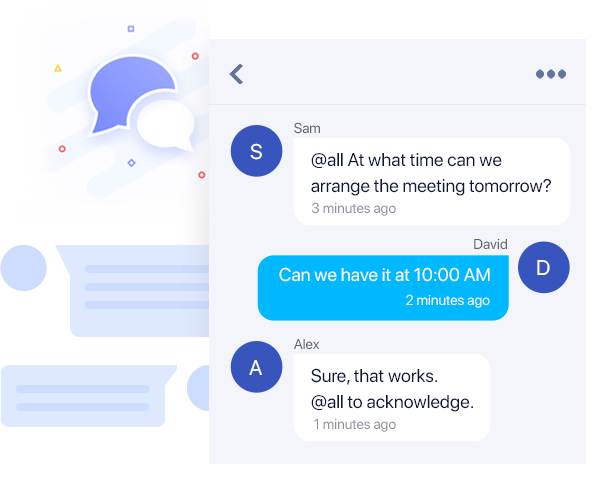 Sam
S
@all At what time can we
arrange the meeting tomorrow?
3 minutes ago
David
D
Can we have it at 10:00 AM
2 minutes ago
Alex
A
Sure, that works.
@all to acknowledge.
1 minutes ago